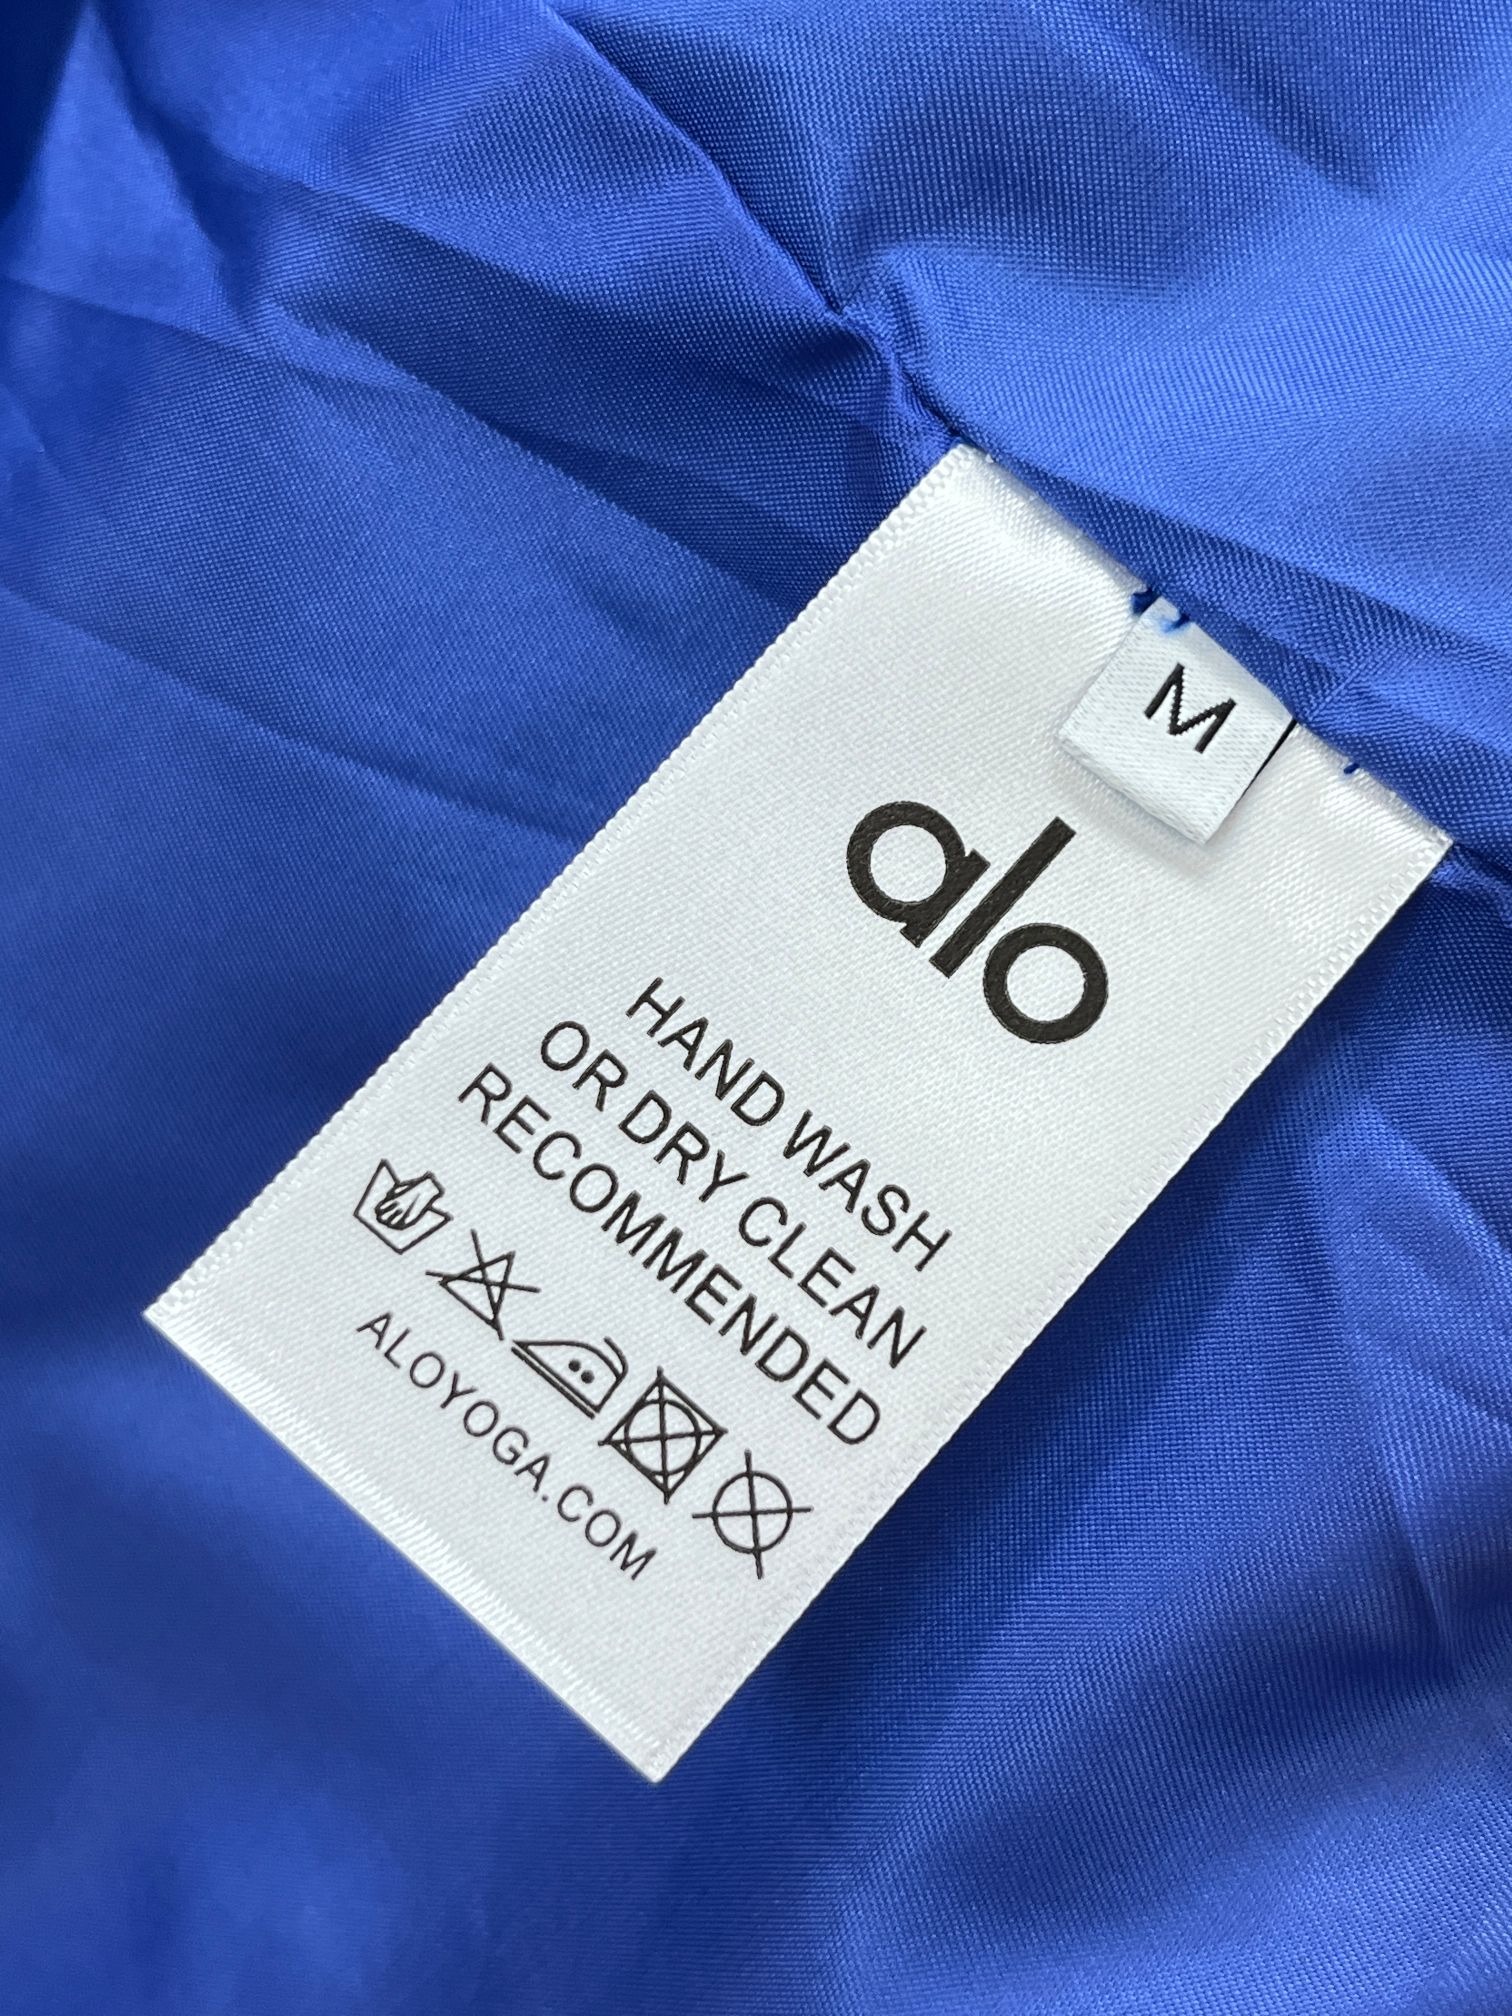 M
alo
HAND WASH
OR DRY CLEAN
RECOMMENDED
ALOYOGA.COM